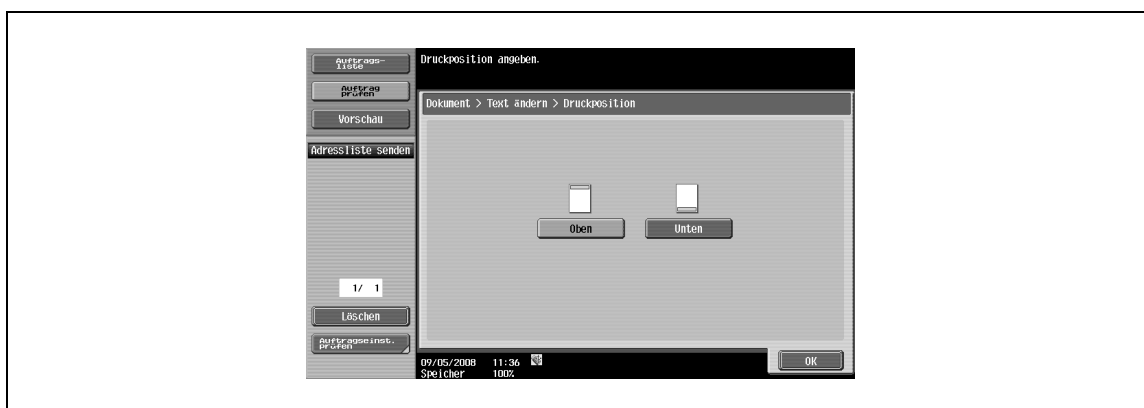 Auftrags-
liste
Auftrag
prüfen
Vorschau
Adressliste senden
1/ 1
Löschen
Auftragseinst.
prüfen
Druckposition angeben.
Dokument > Text ändern > Druckposition
Oben
Unten
09/05/2008 11:36
Speicher 100%
OK